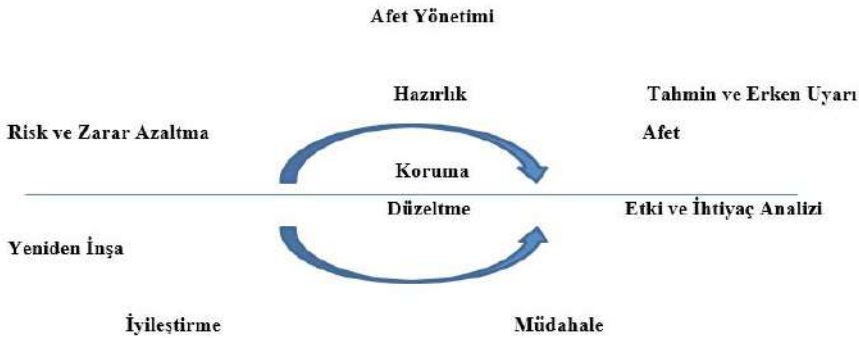 Afet Yönetimi
Hazırlık
Tahmin ve Erken Uyarı
Risk ve Zarar Azaltma
Afet
Koruma
Düzeltme
Etki ve İhtiyaç Analizi
Yeniden İnşa
İyileştirme
Müdahale